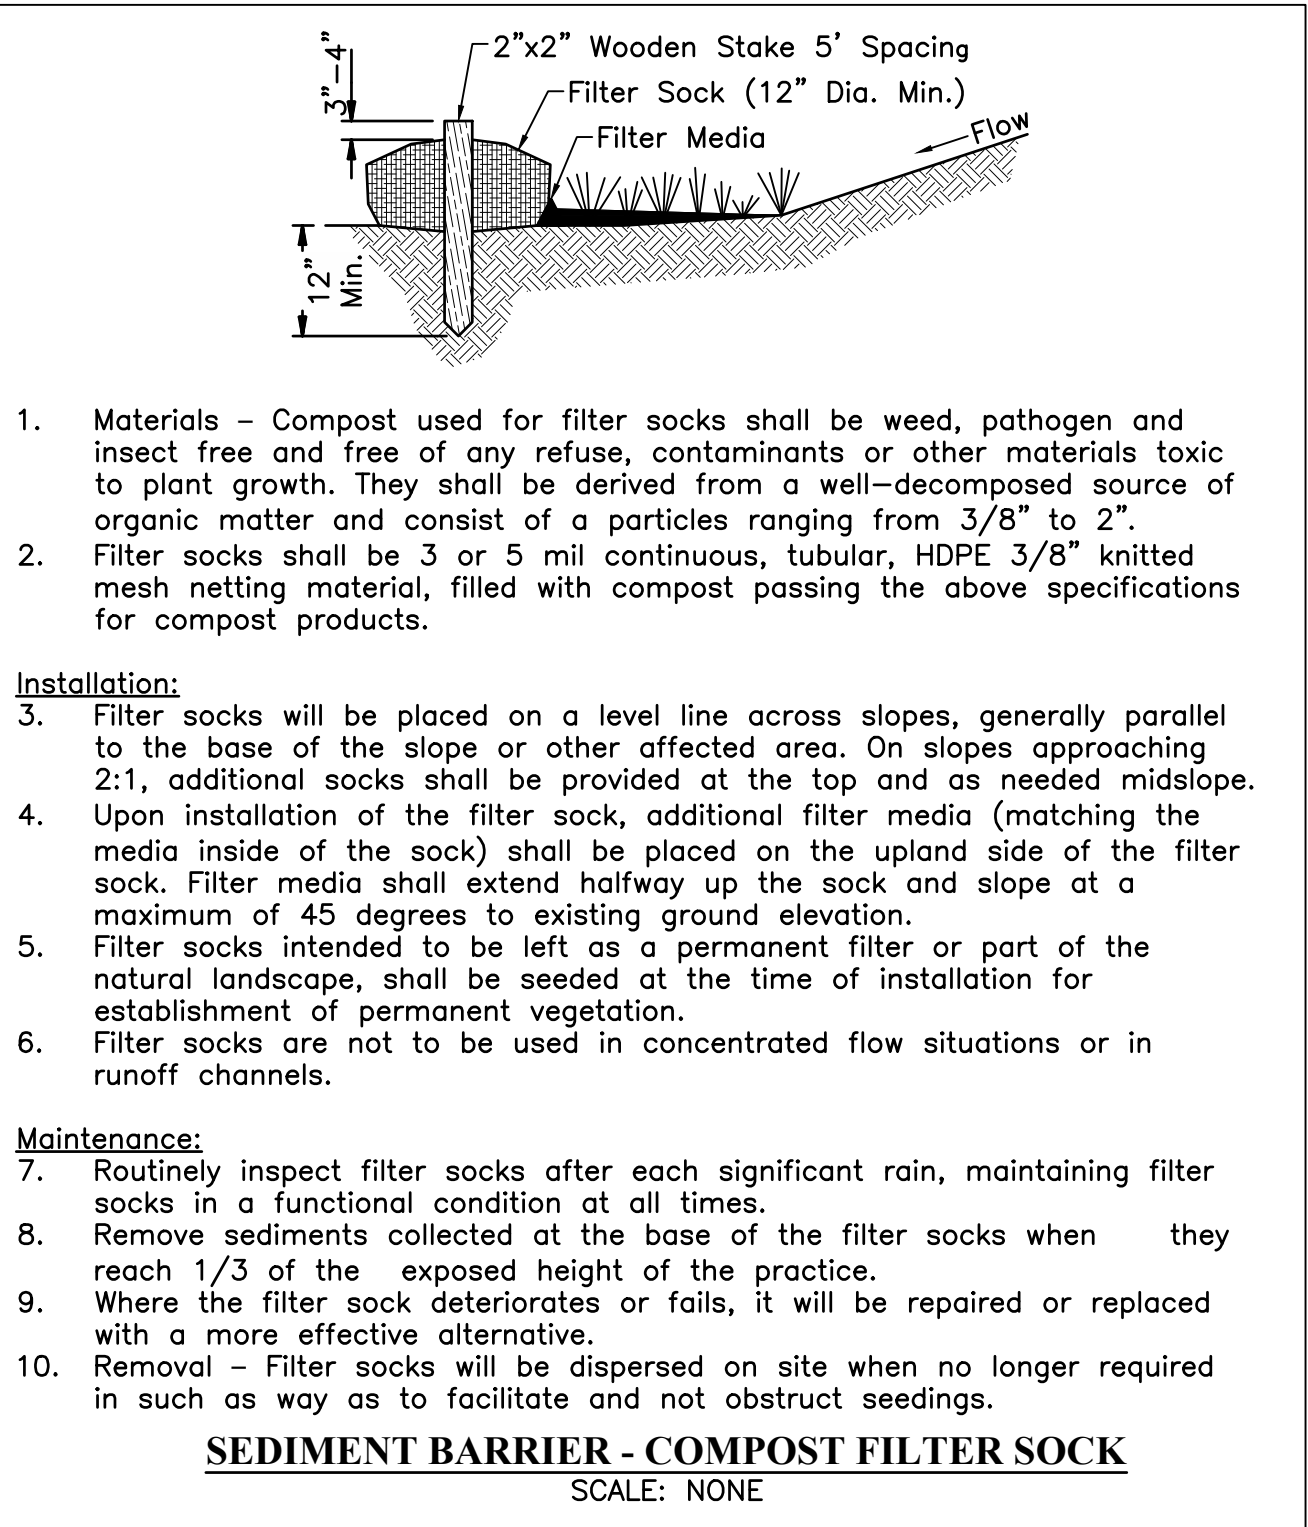 3"-4"
2"x2" Wooden Stake 5' Spacing
Filter Sock (12" Dia. Min.)
Filter Media
Flow
12"
Min.
1. Materials – Compost used for filter socks shall be weed, pathogen and
insect free and free of any refuse, contaminants or other materials toxic
to plant growth. They shall be derived from a well-decomposed source of
organic matter and consist of a particles ranging from 3/8" to 2".
2. Filter socks shall be 3 or 5 mil continuous, tubular, HDPE 3/8" knitted
mesh netting material, filled with compost passing the above specifications
for compost products.
Installation:
3. Filter socks will be placed on a level line across slopes, generally parallel
to the base of the slope or other affected area. On slopes approaching
2:1, additional socks shall be provided at the top and as needed midslope.
4. Upon installation of the filter sock, additional filter media (matching the
media inside of the sock) shall be placed on the upland side of the filter
sock. Filter media shall extend halfway up the sock and slope at a
maximum of 45 degrees to existing ground elevation.
5. Filter socks intended to be left as a permanent filter or part of the
natural landscape, shall be seeded at the time of installation for
establishment of permanent vegetation.
6. Filter socks are not to be used in concentrated flow situations or in
runoff channels.
Maintenance:
7. Routinely inspect filter socks after each significant rain, maintaining filter
socks in a functional condition at all times.
8. Remove sediments collected at the base of the filter socks when they
reach 1/3 of the exposed height of the practice.
9. Where the filter sock deteriorates or fails, it will be repaired or replaced
with a more effective alternative.
10. Removal – Filter socks will be dispersed on site when no longer required
in such as way as to facilitate and not obstruct seedings.
SEDIMENT BARRIER - COMPOST FILTER SOCK
SCALE: NONE